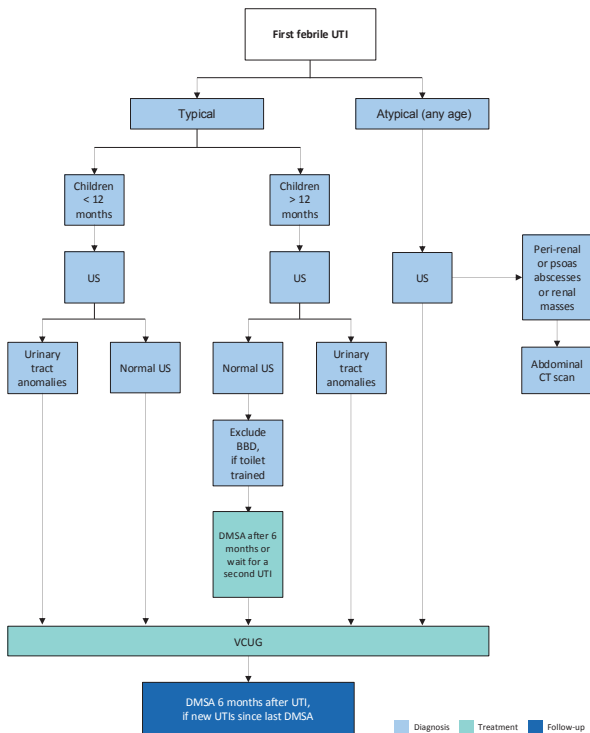 First febrile UTI
Typical
Atypical (any age)
Children
< 12
months
Children
> 12
months
US
US
US
Peri-renal
or psoas
abscesses
or renal
masses
Urinary
tract
anomalies
Normal US
Normal US
Urinary
tract
anomalies
Abdominal
CT scan
Exclude
BBD,
if toilet
trained
DMSA after 6
months or
wait for a
second UTI
VCUG
DMSA 6 months after UTI,
if new UTIs since last DMSA
Diagnosis
Treatment
Follow-up